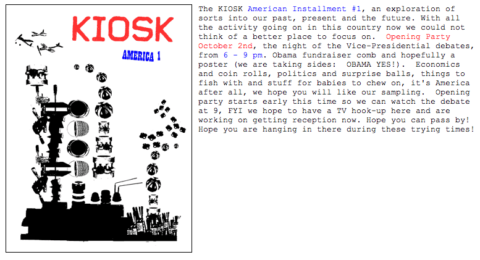 KIOSK
AMERICA 1
The KIOSK American Installment #1, an exploration of
sorts into our past, present and the future. With all
the activity going on in this country now we could not
think of a better place to focus on.  Opening Party
October 2nd, the night of the Vice-Presidential debates,
from 6 - 9 pm. Obama fundraiser comb and hopefully a
poster (we are taking sides:  OBAMA YES!).  Economics
and coin rolls, politics and surprise balls, things to
fish with and stuff for babies to chew on, it's America
after all, we hope you will like our sampling.  Opening
party starts early this time so we can watch the debate
at 9, FYI we hope to have a TV hook-up here and are
working on getting reception now. Hope you can pass by!
Hope you are hanging in there during these trying times!